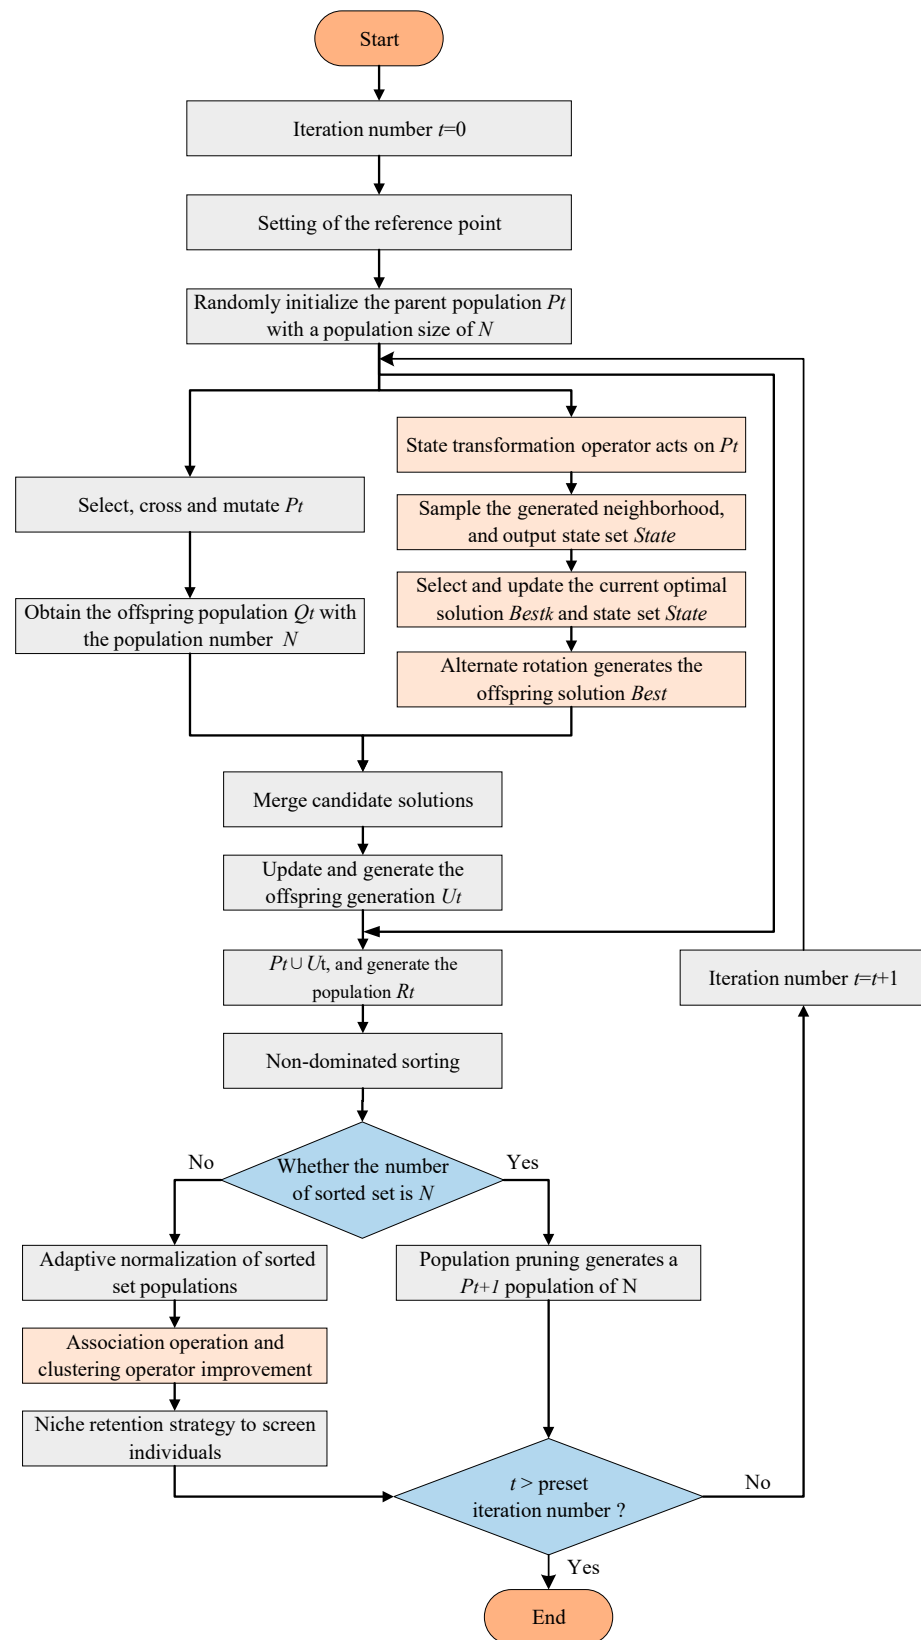 Start
Iteration number t=0
Setting of the reference point
Randomly initialize the parent population Pt
with a population size of N
State transformation operator acts on Pt
Select, cross and mutate Pt
Sample the generated neighborhood,
and output state set State
Select and update the current optimal
solution Bestk and state set State
Obtain the offspring population Qt with
the population number N
Alternate rotation generates the
offspring solution Best
Merge candidate solutions
Update and generate the
offspring generation Ut
Pt∪Ut, and generate the
population Rt
Iteration number t=t+1
Non-dominated sorting
No
Whether the number
of sorted set is N
Yes
Adaptive normalization of sorted
set populations
Population pruning generates a
Pt+1 population of N
Association operation and
clustering operator improvement
Niche retention strategy to screen
individuals
t > preset
iteration number ?
No
Yes
End